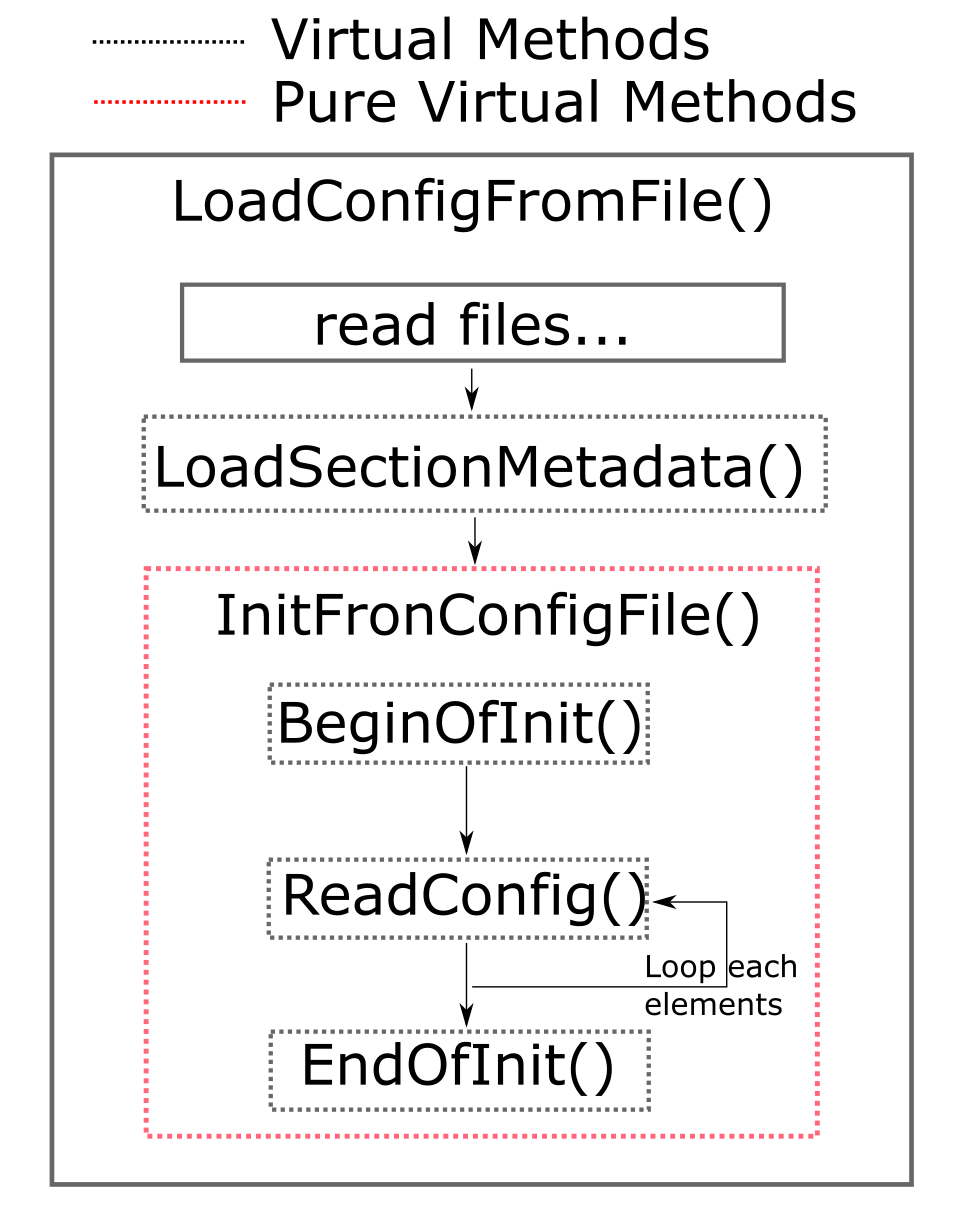 Virtual Methods
Pure Virtual Methods
LoadConfigFromFile()
read files...
LoadSectionMetadata()
InitFronConfigFile()
BeginOfInit()
ReadConfig()
Loop each
elements
EndOfInit()